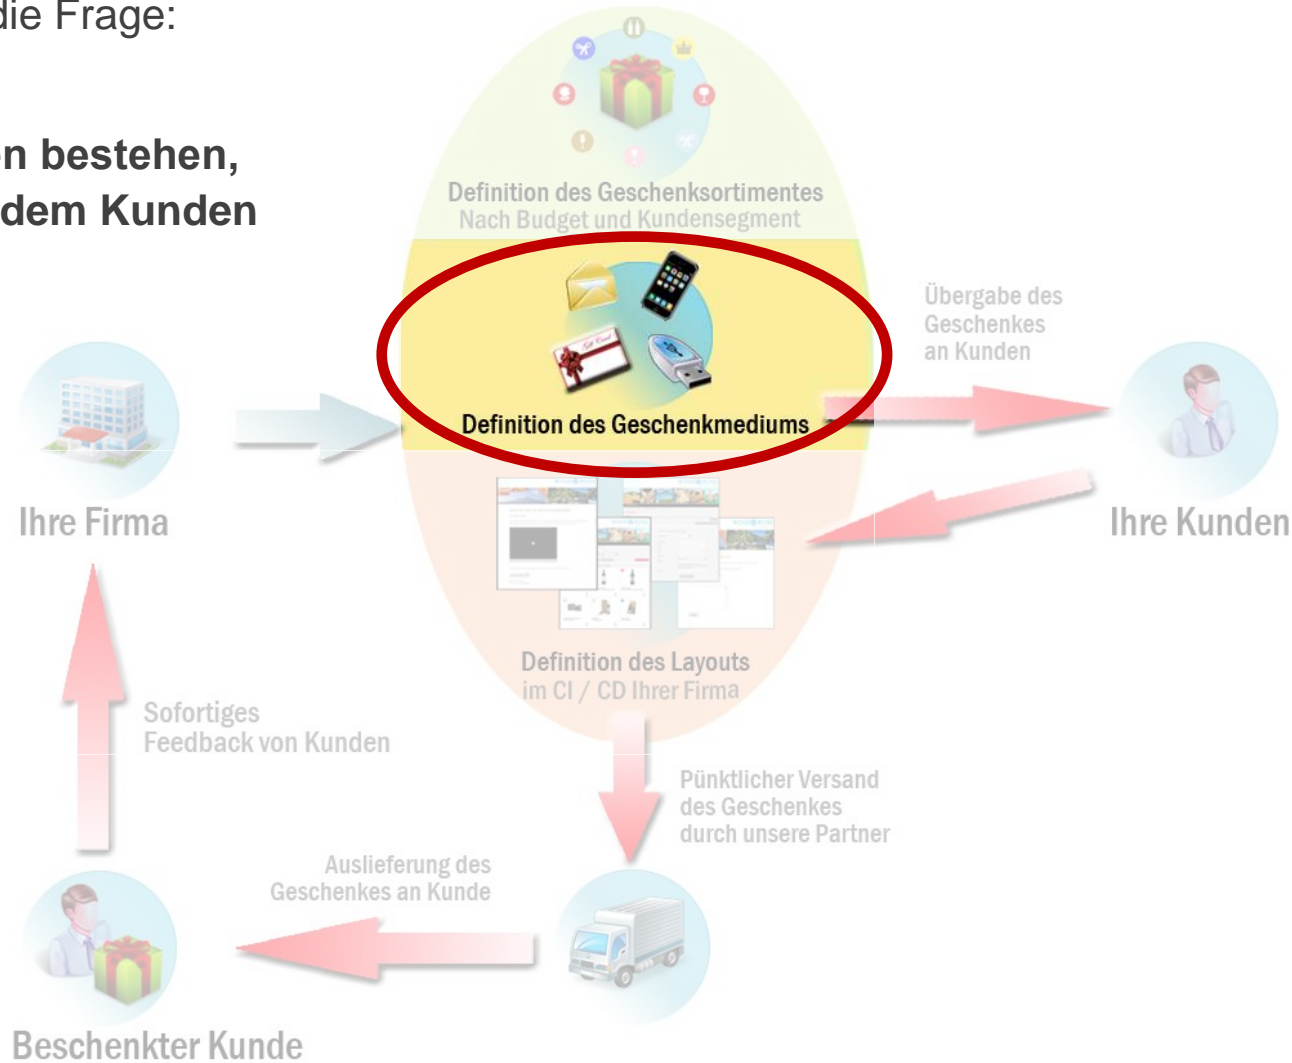 die Frage:
en bestehen,
dem Kunden
Definition des Geschenksortimentes
Nach Budget und Kundensegment
Definition des Geschenkmediums
Übergabe des
Geschenkes
an Kunden
Ihre Firma
Ihre Kunden
Definition des Layouts
im CI / CD Ihrer Firma
Sofortiges
Feedback von Kunden
Pünktlicher Versand
des Geschenkes
durch unsere Partner
Auslieferung des
Geschenkes an Kunde
Beschenkter Kunde